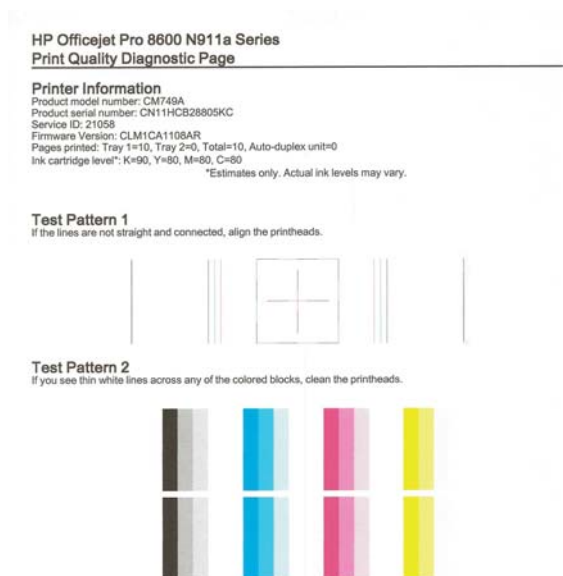 HP Officejet Pro 8600 N911a Series
Print Quality Diagnostic Page
Printer Information
Product model number: CM749A
Product serial number: CN11HCB28805KC
Service ID: 21058
Firmware Version: CLM1CA1108AR
Pages printed: Tray 1=10, Tray 2=0, Total=10, Auto-duplex unit=0
Ink cartridge level*: K=90, Y=80, M=80, C=80
*Estimates only. Actual ink levels may vary.
Test Pattern 1
If the lines are not straight and connected, align the printheads.
Test Pattern 2
If you see thin white lines across any of the colored blocks, clean the printheads.